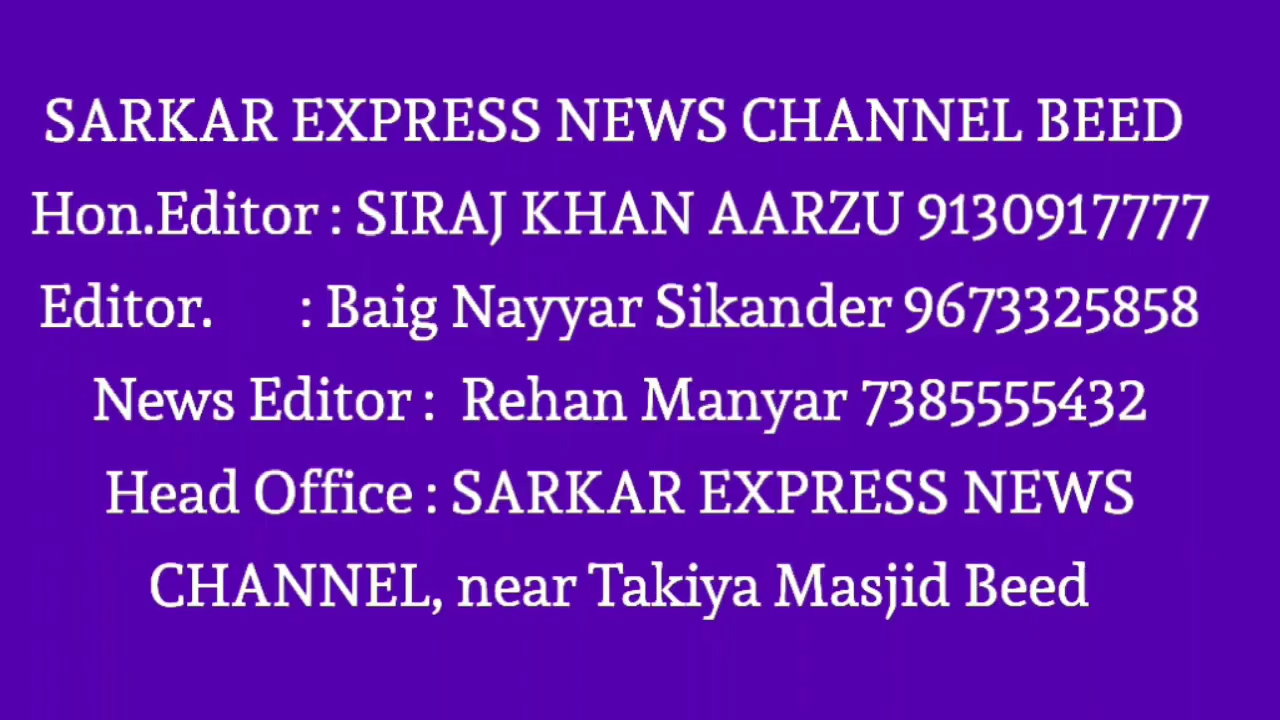 SARKAR EXPRESS NEWS CHANNEL BEED
Hon.Editor : SIRAJ KHAN AARZU 9130917777
Editor. : Baig Nayyar Sikander 9673325858
News Editor : Rehan Manyar 7385555432
Head Office : SARKAR EXPRESS NEWS
CHANNEL, near Takiya Masjid Beed